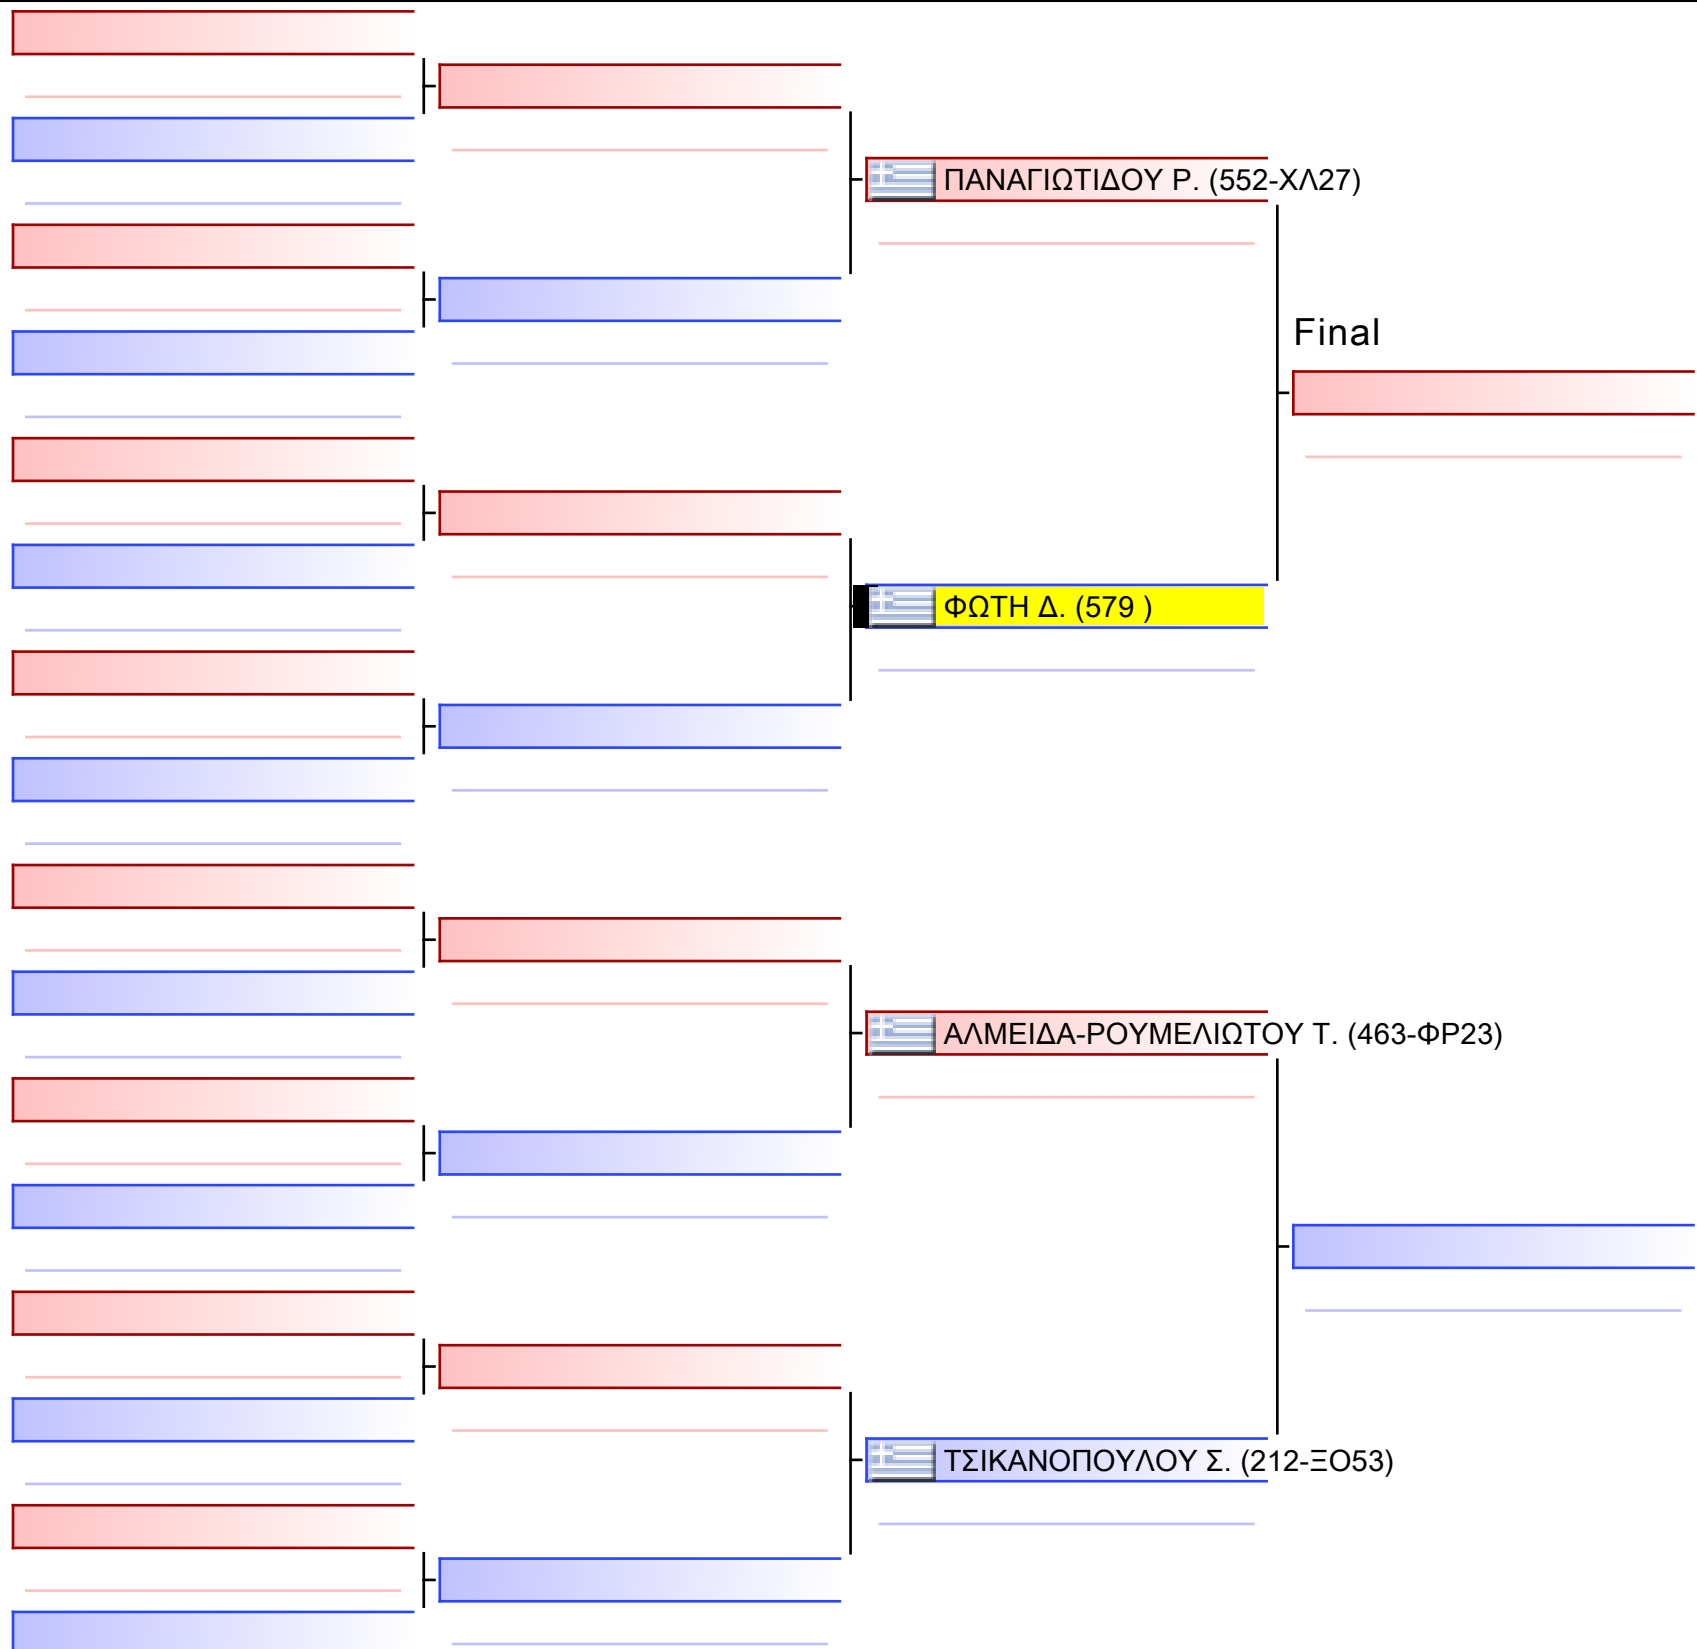 ΠΑΝΑΓΙΩΤΙΔΟΥ Ρ. (552-ΧΛ27)
Final
ΦΩΤΗ Δ. (579 )
ΑΛΜΕΙΔΑ-ΡΟΥΜΕΛΙΩΤΟΥ Τ. (463-ΦΡ23)
ΤΣΙΚΑΝΟΠΟΥΛΟΥ Σ. (212-ΞΟ53)